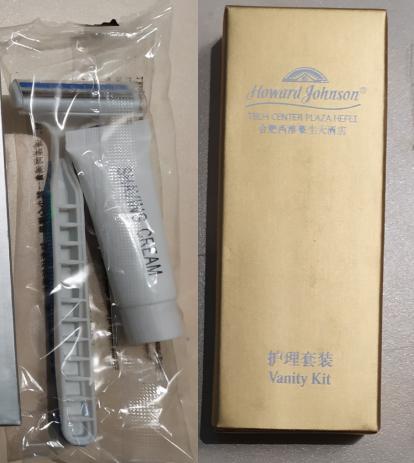 SHAVING CREAM
Howard Johnson®
TECH CENTER PLAZA HEFEI
合肥西港豪生大酒店
护理套装
Vanity Kit